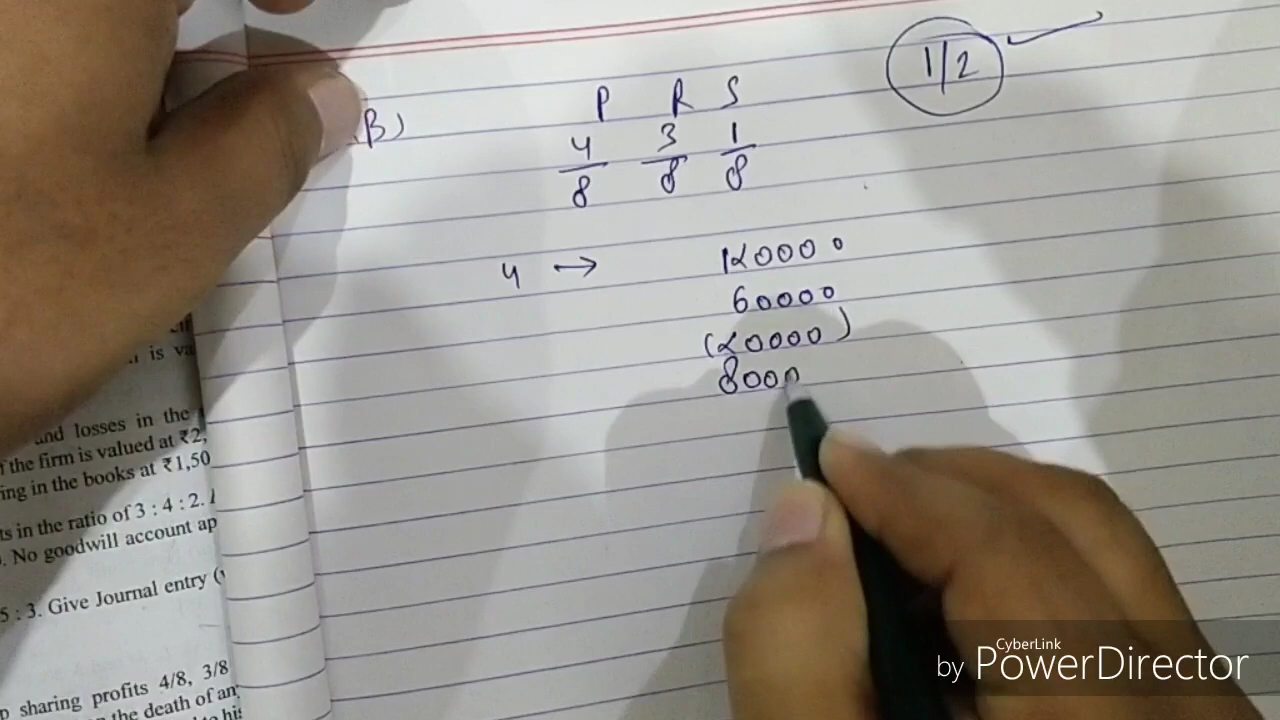 1/2
B)
P R S
4/8 3/8 1/8
4 → 120000
60000
(20000)
8000
is va
and losses in the
the firm is valued at ₹2,
ing in the books at ₹1,50
ts in the ratio of 3 : 4 : 2.
. No goodwill account ap
5 : 3. Give Journal entry (
sharing profits 4/8, 3/8
the death of an
to his
CyberLink
by PowerDirector